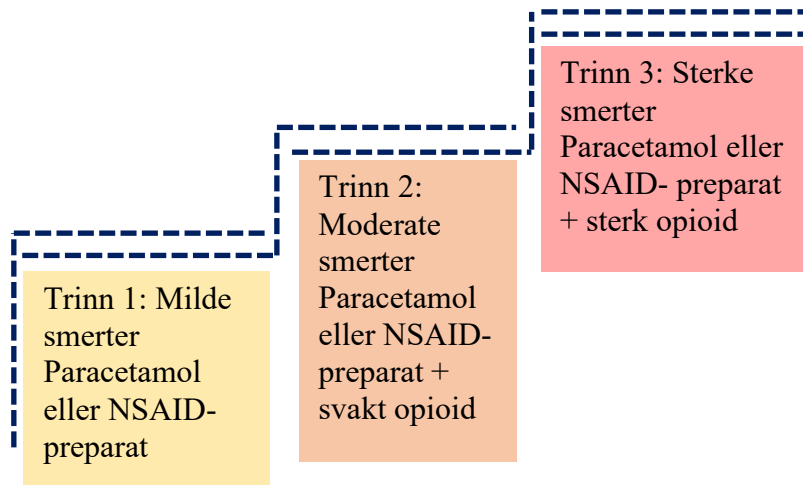 Trinn 1: Milde
smerter
Paracetamol
eller NSAID-
preparat
Trinn 2:
Moderate
smerter
Paracetamol
eller NSAID-
preparat +
svakt opioid
Trinn 3: Sterke
smerter
Paracetamol eller
NSAID- preparat
+ sterk opioid